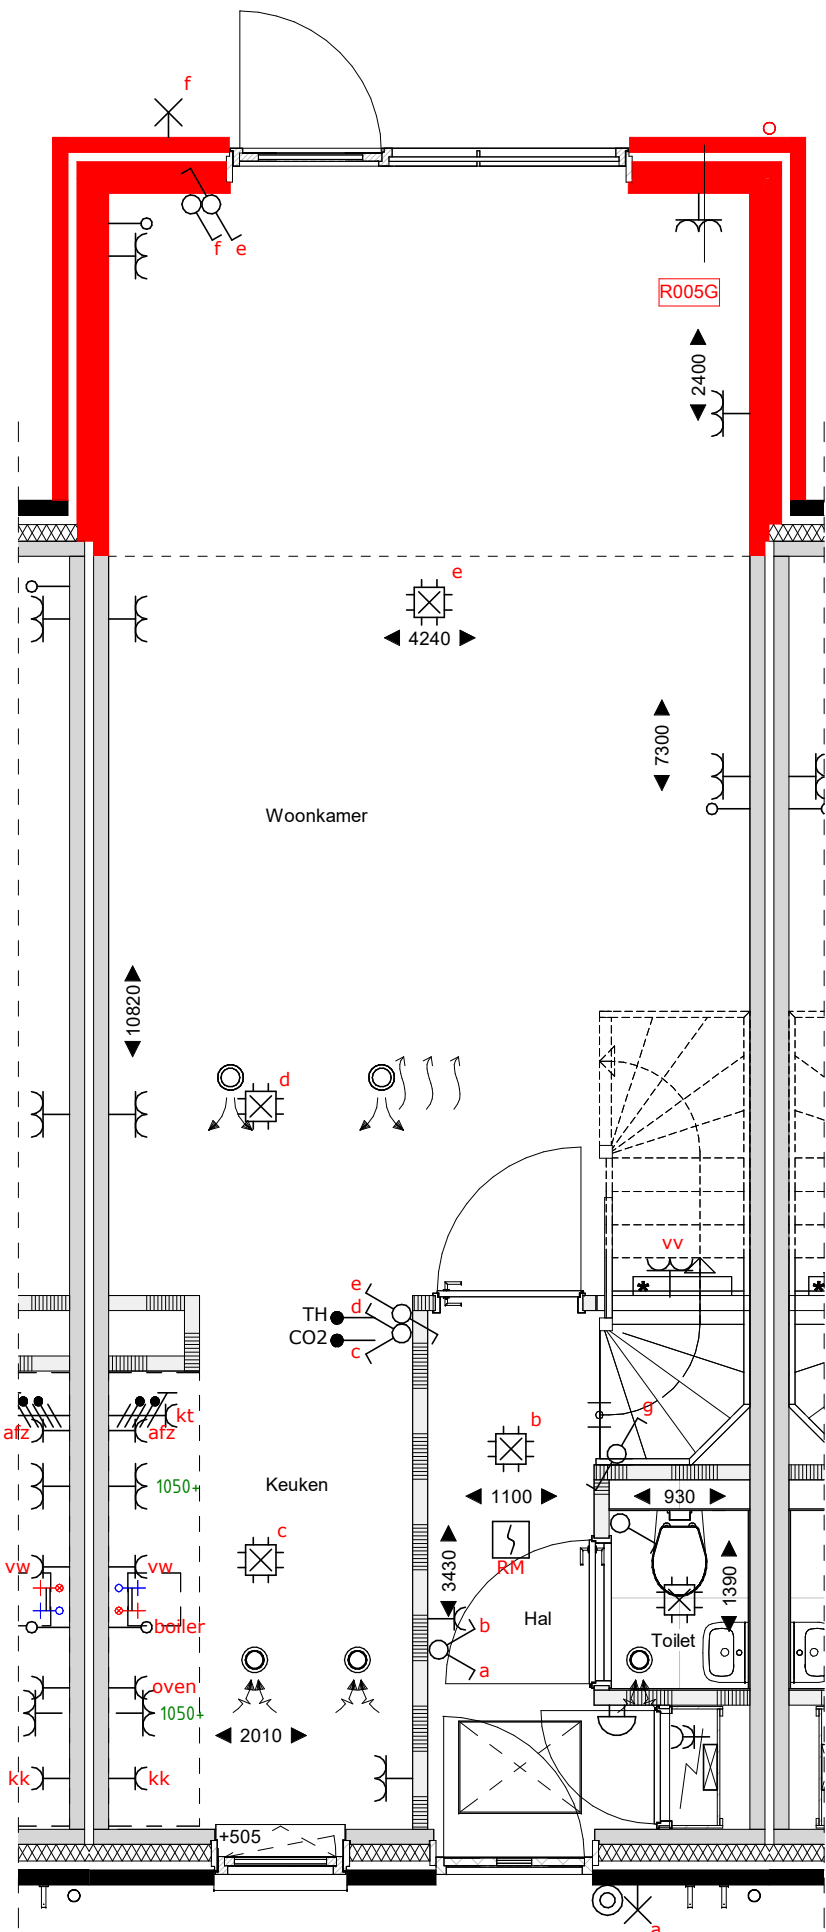 f
f e
R005G
2400
e
4240
7300
Woonkamer
10820
d
vv
*
*
e
TH
d
CO2
c
kt
g
afz
afz
b
Keuken
1050+
1100
930
c
vw
vw
RM
3430
1390
boiler
Hal
b
Toilet
a
oven
1050+
2010
kk
kk
+505
a